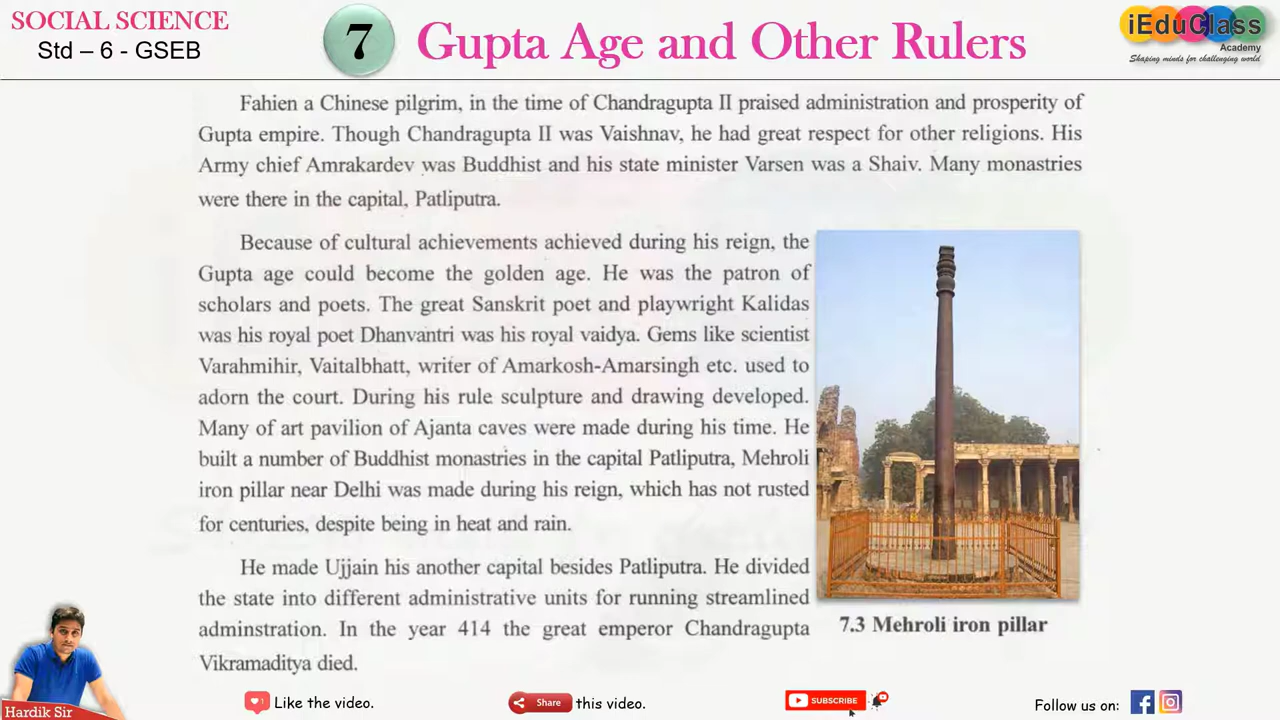 SOCIAL SCIENCE
Std – 6 - GSEB
7
Gupta Age and Other Rulers
iEduClass
Academy
Shaping minds for challenging world
Fahien a Chinese pilgrim, in the time of Chandragupta II praised administration and prosperity of
Gupta empire. Though Chandragupta II was Vaishnav, he had great respect for other religions. His
Army chief Amrakardev was Buddhist and his state minister Varsen was a Shaiv. Many monastries
were there in the capital, Patliputra.
Because of cultural achievements achieved during his reign, the
Gupta age could become the golden age. He was the patron of
scholars and poets. The great Sanskrit poet and playwright Kalidas
was his royal poet Dhanvantri was his royal vaidya. Gems like scientist
Varahmihir, Vaitalbhatt, writer of Amarkosh-Amarsingh etc. used to
adorn the court. During his rule sculpture and drawing developed.
Many of art pavilion of Ajanta caves were made during his time. He
built a number of Buddhist monastries in the capital Patliputra, Mehroli
iron pillar near Delhi was made during his reign, which has not rusted
for centuries, despite being in heat and rain.
He made Ujjain his another capital besides Patliputra. He divided
the state into different administrative units for running streamlined
adminstration. In the year 414 the great emperor Chandragupta
Vikramaditya died.
7.3 Mehroli iron pillar
Hardik Sir
Like the video.
Share this video.
SUBSCRIBE
Follow us on: